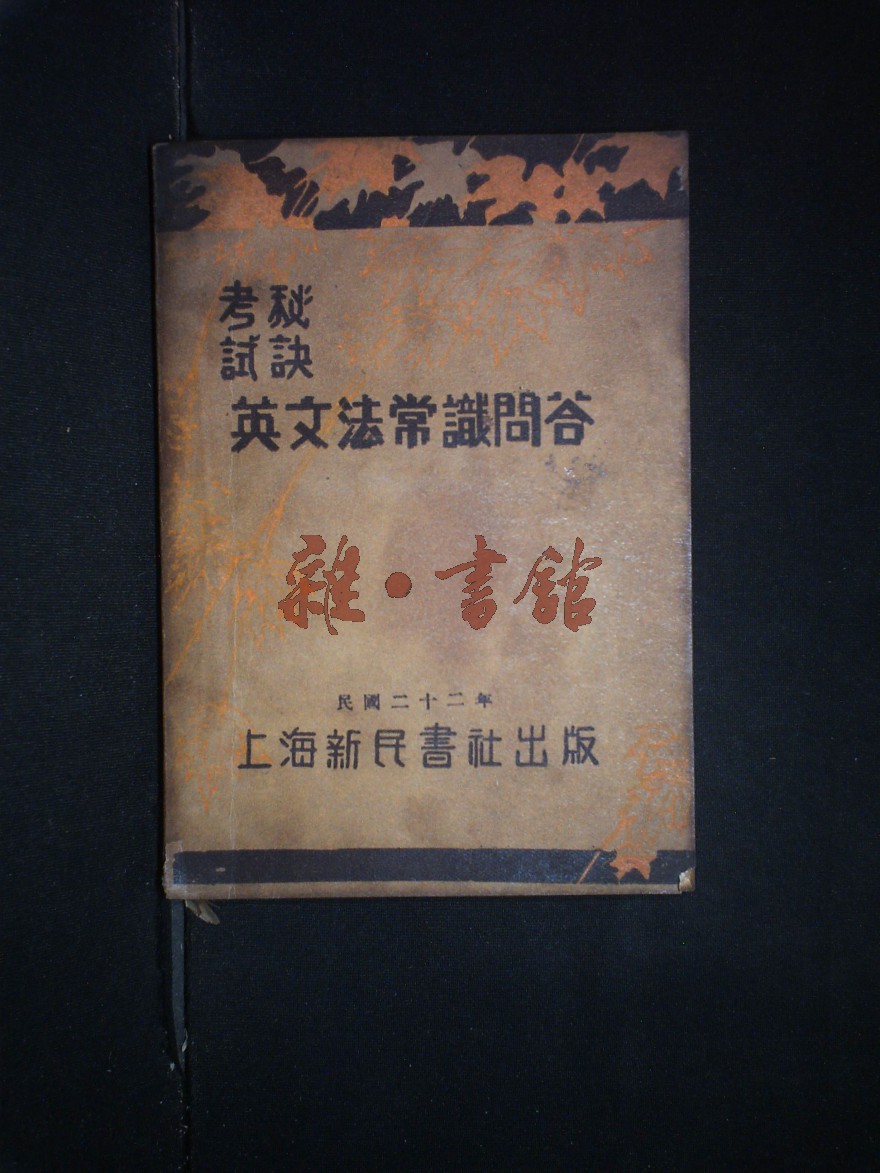 考秘
試訣
英文法常識問答
雜·書館
民國二十二年
上海新民書社出版